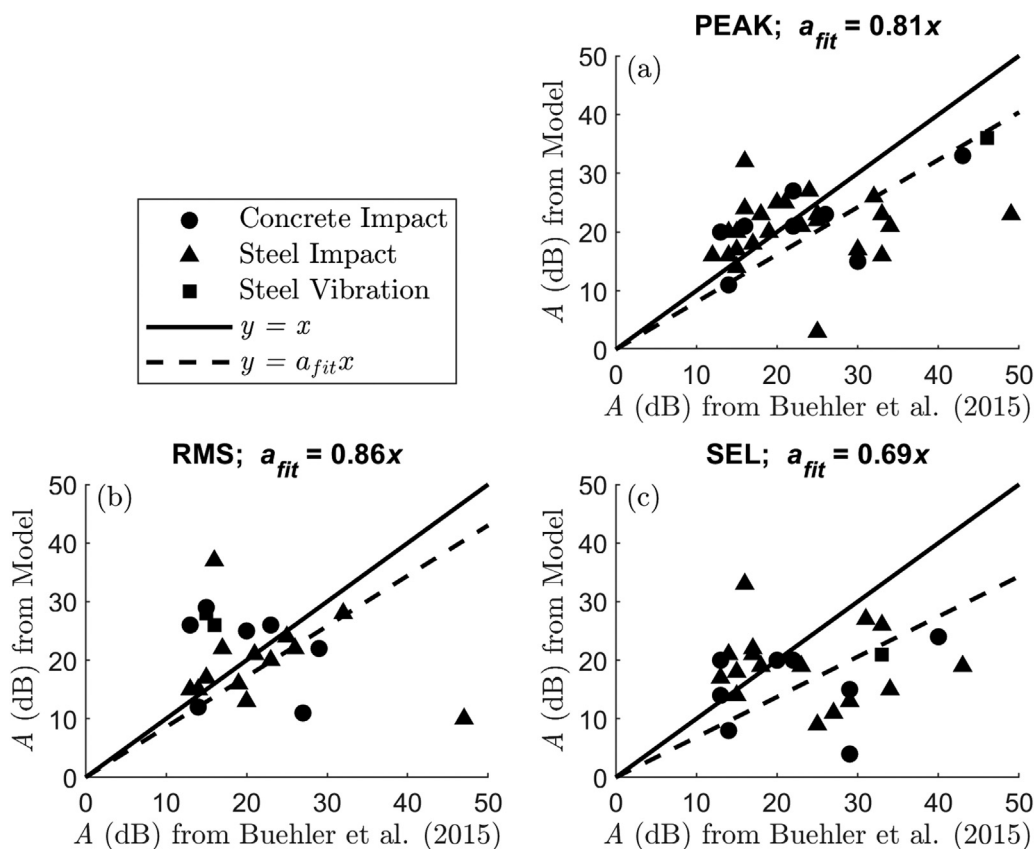 PEAK; a_fit = 0.81x
(a)
50
40
30
20
10
0
A (dB) from Model
0 10 20 30 40 50
A (dB) from Buehler et al. (2015)
Concrete Impact
Steel Impact
Steel Vibration
y = x
y = a_fit x
RMS; a_fit = 0.86x
(b)
50
40
30
20
10
0
A (dB) from Model
0 10 20 30 40 50
A (dB) from Buehler et al. (2015)
SEL; a_fit = 0.69x
(c)
50
40
30
20
10
0
A (dB) from Model
0 10 20 30 40 50
A (dB) from Buehler et al. (2015)